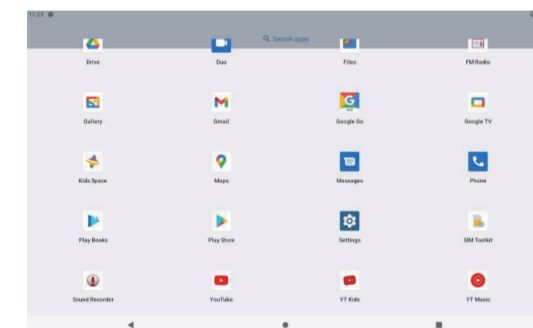 11:23
Search apps
Drive
Duo
Files
FM Radio
Gallery
Gmail
Google Go
Google TV
Kids Space
Maps
Messages
Phone
Play Books
Play Store
Settings
SIM Toolkit
Sound Recorder
YouTube
YT Kids
YT Music